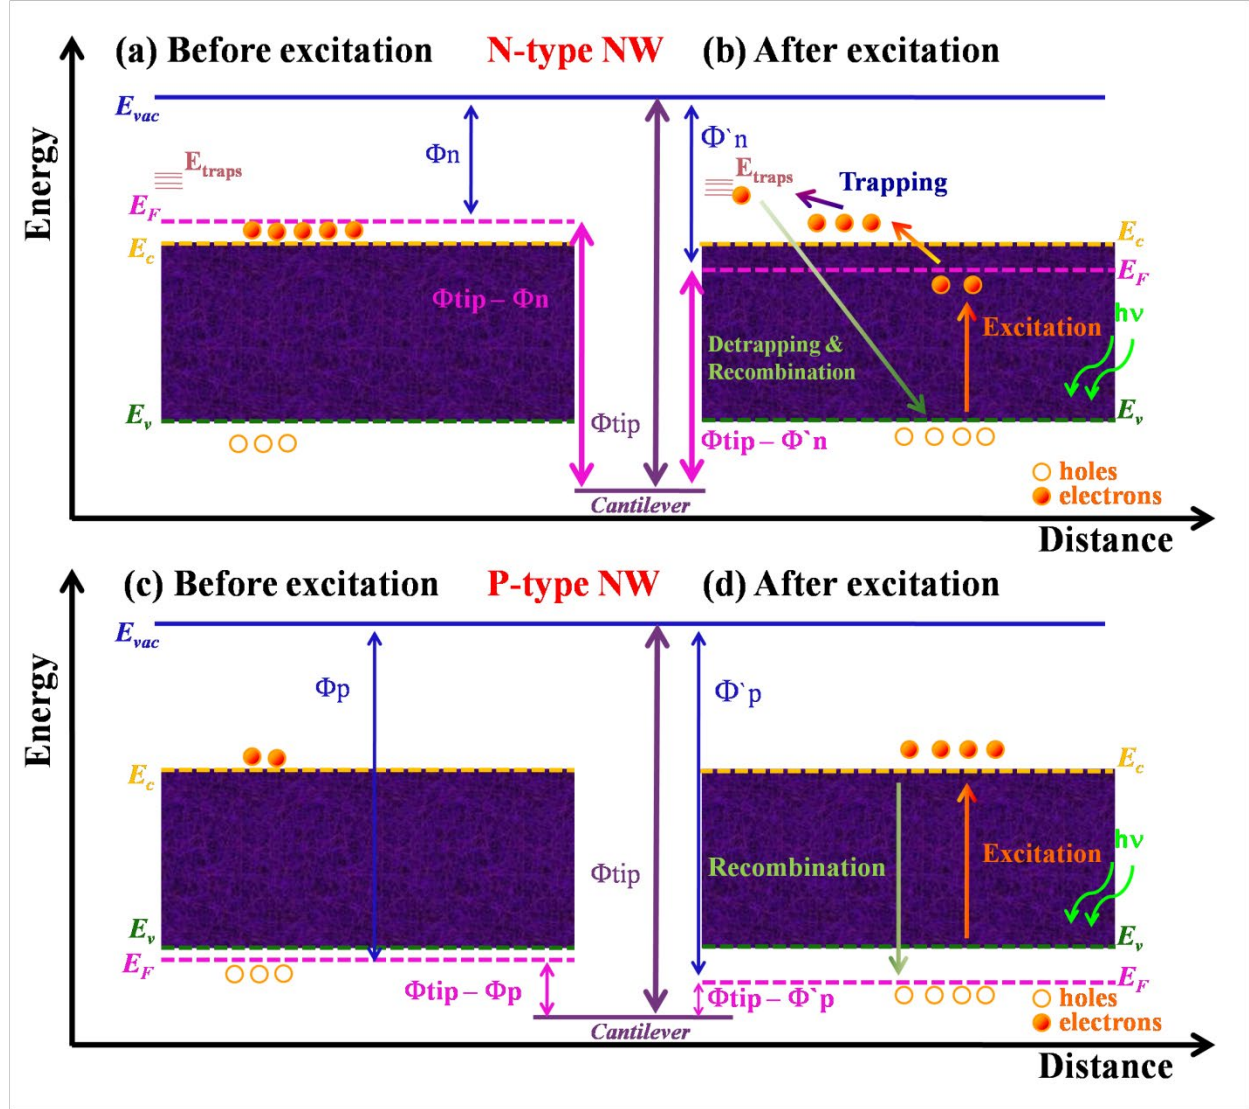 (a) Before excitation N-type NW (b) After excitation
Energy
E_vac
Φn
Φ`n
E_traps
E_traps
Trapping
E_F
E_c
E_c
E_F
Φtip – Φn
Excitation
hν
Detrapping &
Recombination
E_v
E_v
Φtip
Φtip – Φ`n
holes
electrons
Cantilever
Distance
(c) Before excitation P-type NW (d) After excitation
Energy
E_vac
Φp
Φ`p
E_c
E_c
Φtip
Recombination
Excitation
hν
E_v
E_v
E_F
E_F
Φtip – Φp
Φtip – Φ`p
holes
electrons
Cantilever
Distance